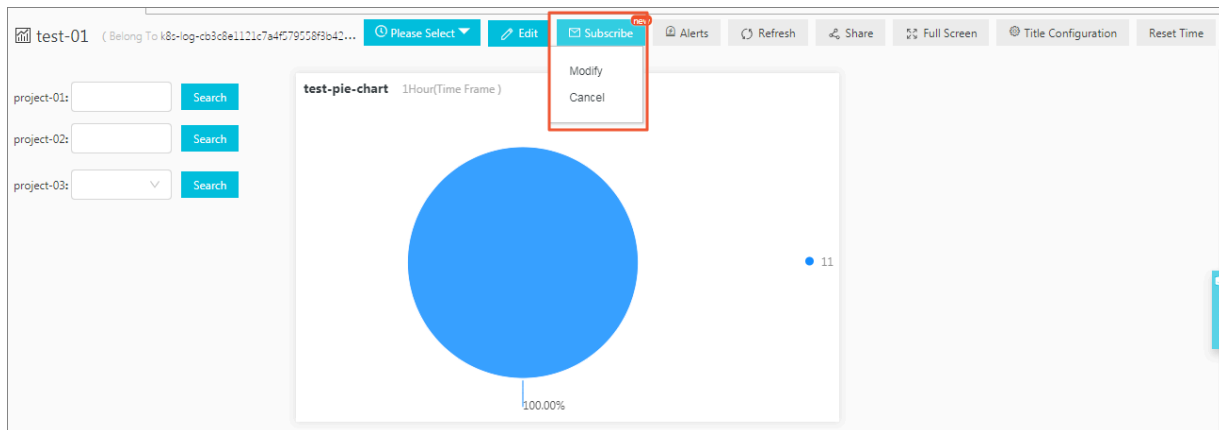 test-01 ( Belong To k8s-log-cb3c8e1121c7a4f579558f3b42... Please Select Edit Subscribe new Alerts Refresh Share Full Screen Title Configuration Reset Time
Modify
Cancel
test-pie-chart 1Hour(Time Frame )
project-01: Search
project-02: Search
project-03: Search
11
100.00%